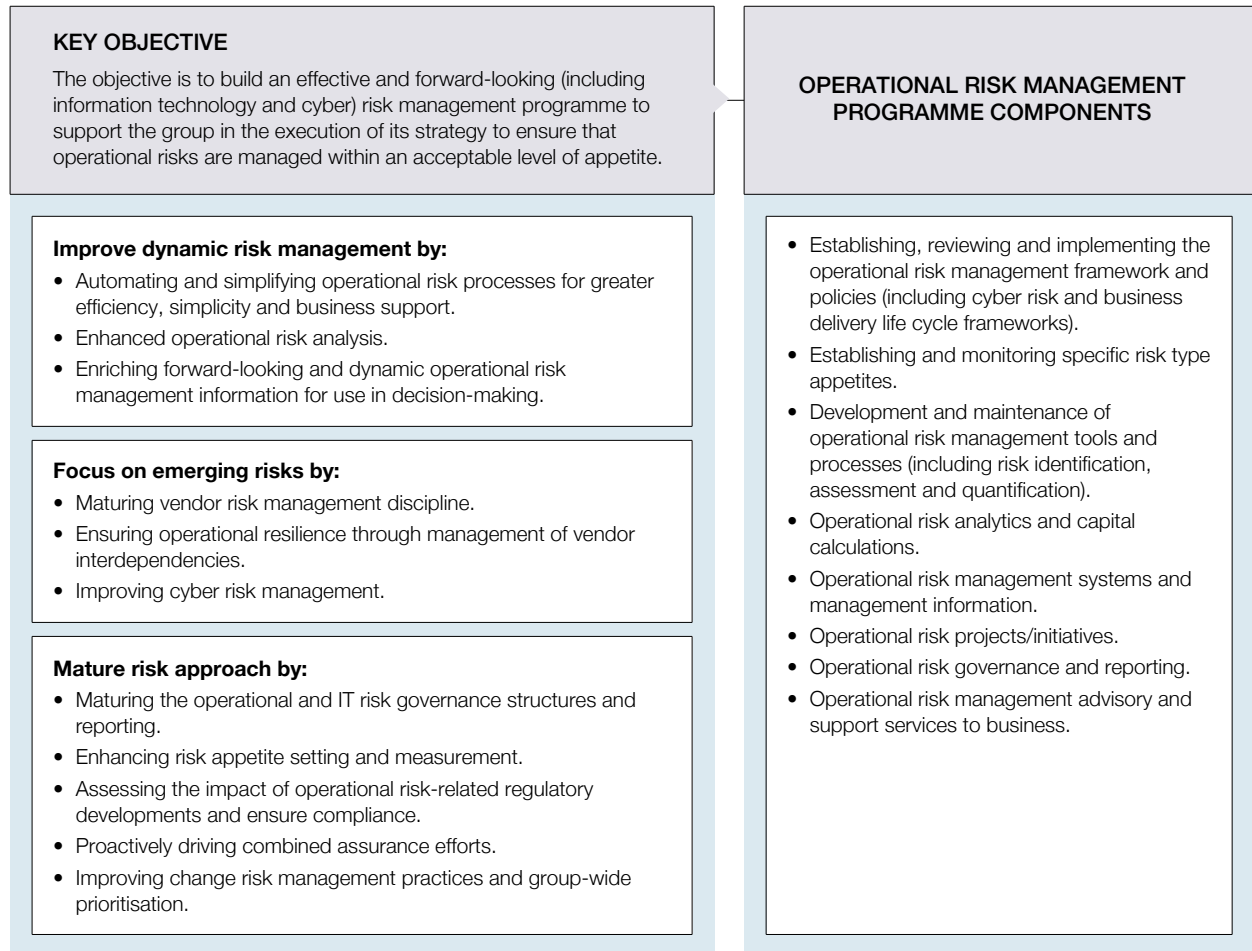 KEY OBJECTIVE
The objective is to build an effective and forward-looking (including
information technology and cyber) risk management programme to
support the group in the execution of its strategy to ensure that
operational risks are managed within an acceptable level of appetite.
Improve dynamic risk management by:
• Automating and simplifying operational risk processes for greater
efficiency, simplicity and business support.
• Enhanced operational risk analysis.
• Enriching forward-looking and dynamic operational risk
management information for use in decision-making.
Focus on emerging risks by:
• Maturing vendor risk management discipline.
• Ensuring operational resilience through management of vendor
interdependencies.
• Improving cyber risk management.
Mature risk approach by:
• Maturing the operational and IT risk governance structures and
reporting.
• Enhancing risk appetite setting and measurement.
• Assessing the impact of operational risk-related regulatory
developments and ensure compliance.
• Proactively driving combined assurance efforts.
• Improving change risk management practices and group-wide
prioritisation.
OPERATIONAL RISK MANAGEMENT
PROGRAMME COMPONENTS
• Establishing, reviewing and implementing the
operational risk management framework and
policies (including cyber risk and business
delivery life cycle frameworks).
• Establishing and monitoring specific risk type
appetites.
• Development and maintenance of
operational risk management tools and
processes (including risk identification,
assessment and quantification).
• Operational risk analytics and capital
calculations.
• Operational risk management systems and
management information.
• Operational risk projects/initiatives.
• Operational risk governance and reporting.
• Operational risk management advisory and
support services to business.